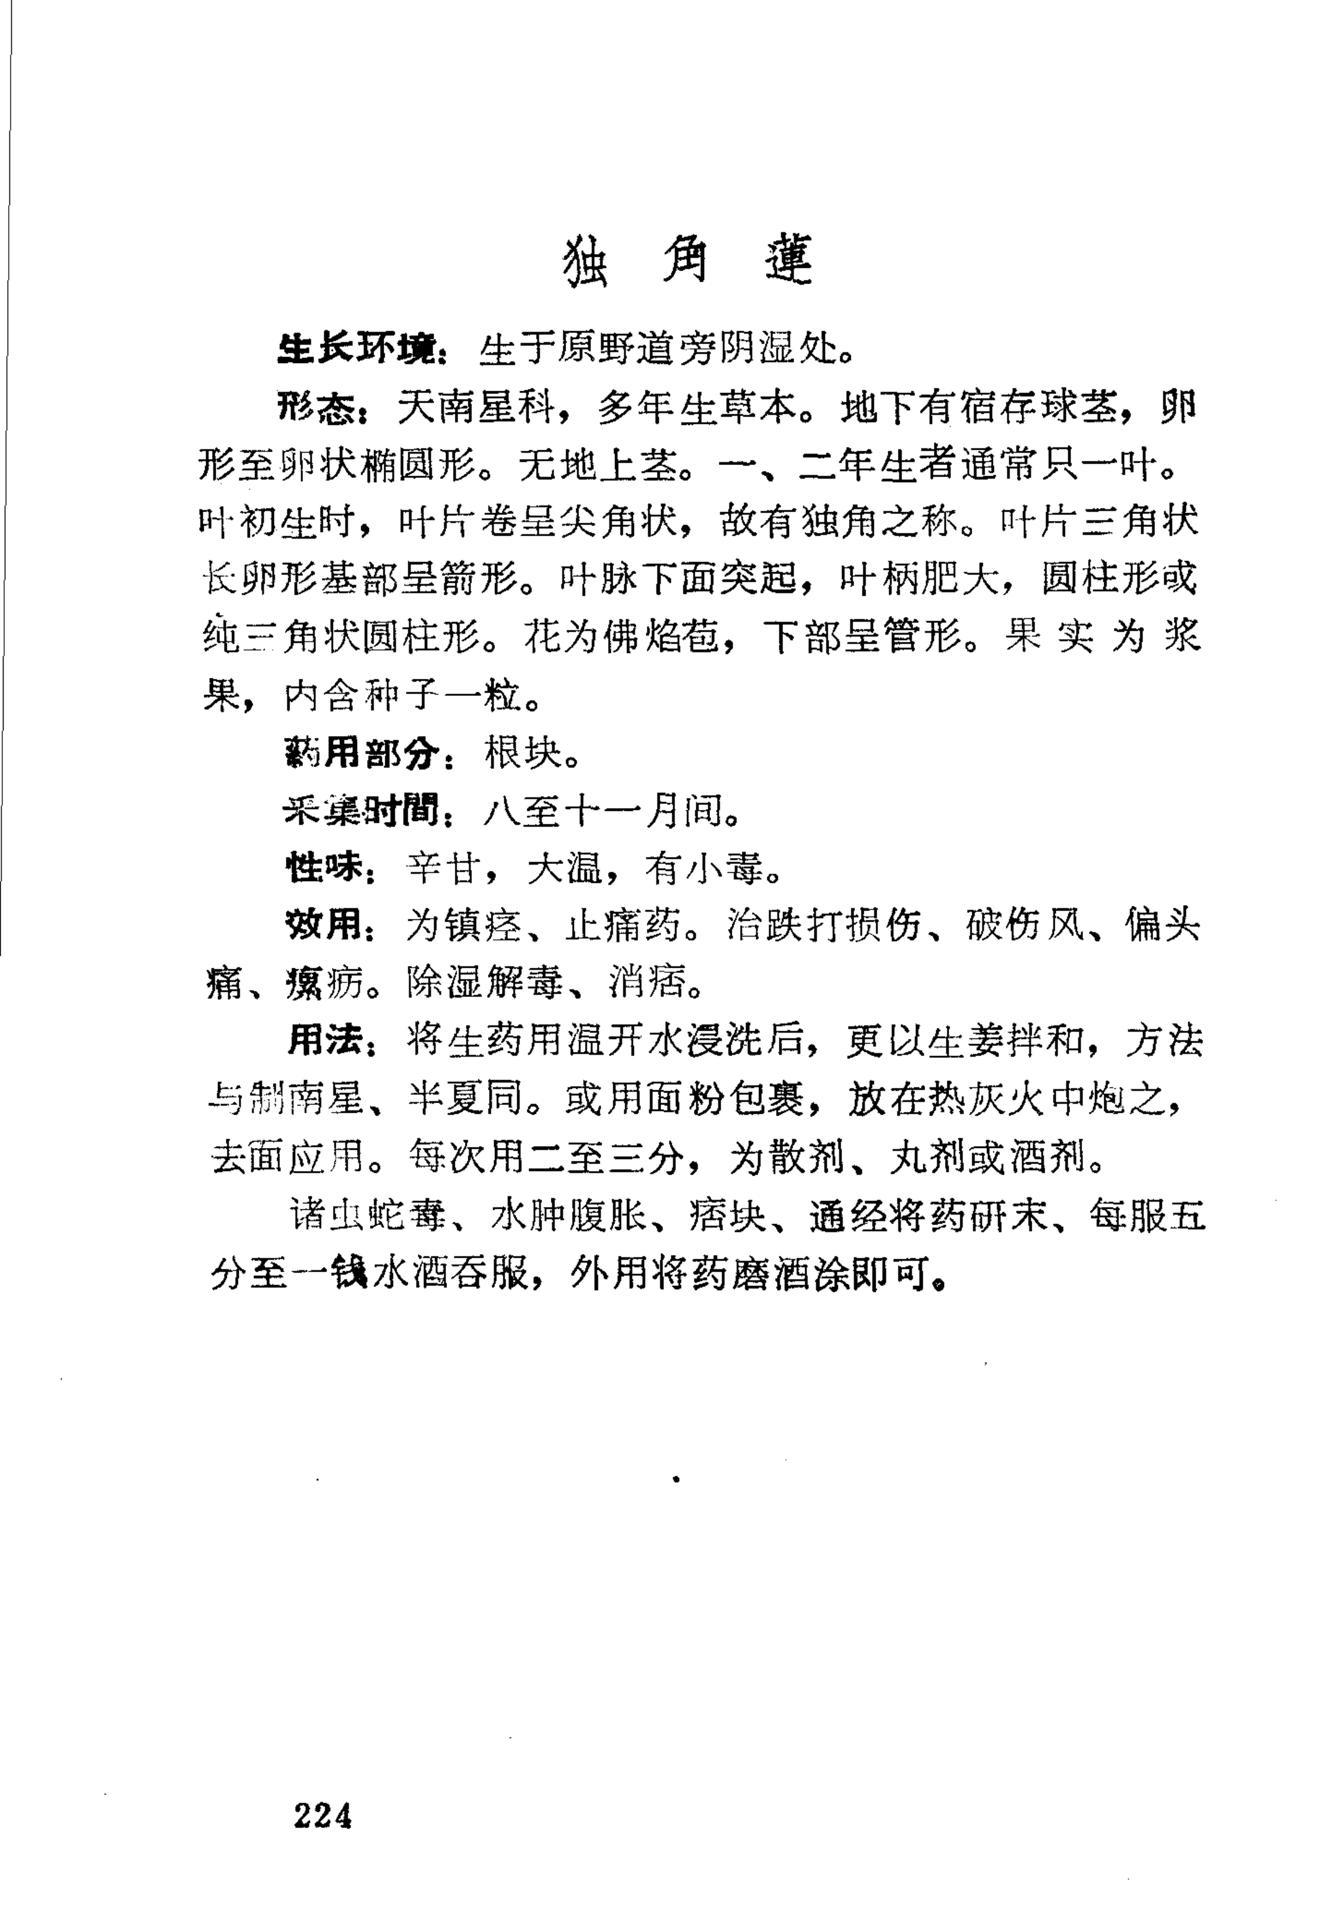 独角蓮
生长环境：生于原野道旁阴湿处。
形态：天南星科，多年生草本。地下有宿存球茎，卵
形至卵状椭圆形。无地上茎。一、二年生者通常只一叶。
叶初生时，叶片卷呈尖角状，故有独角之称。叶片三角状
长卵形基部呈箭形。叶脉下面突起，叶柄肥大，圆柱形或
纯三角状圆柱形。花为佛焰苞，下部呈管形。果实为浆
果，内含种子一粒。
药用部分：根块。
采集时間：八至十一月间。
性味：辛甘，大温，有小毒。
效用：为镇痉、止痛药。治跌打损伤、破伤风、偏头
痛、瘰疬。除湿解毒、消痞。
用法：将生药用温开水浸洗后，更以生姜拌和，方法
与制南星、半夏同。或用面粉包裹，放在热灰火中炮之，
去面应用。每次用二至三分，为散剂、丸剂或酒剂。
诸虫蛇毒、水肿腹胀、痞块、通经将药研末、每服五
分至一钱水酒吞服，外用将药磨酒涂即可。
224